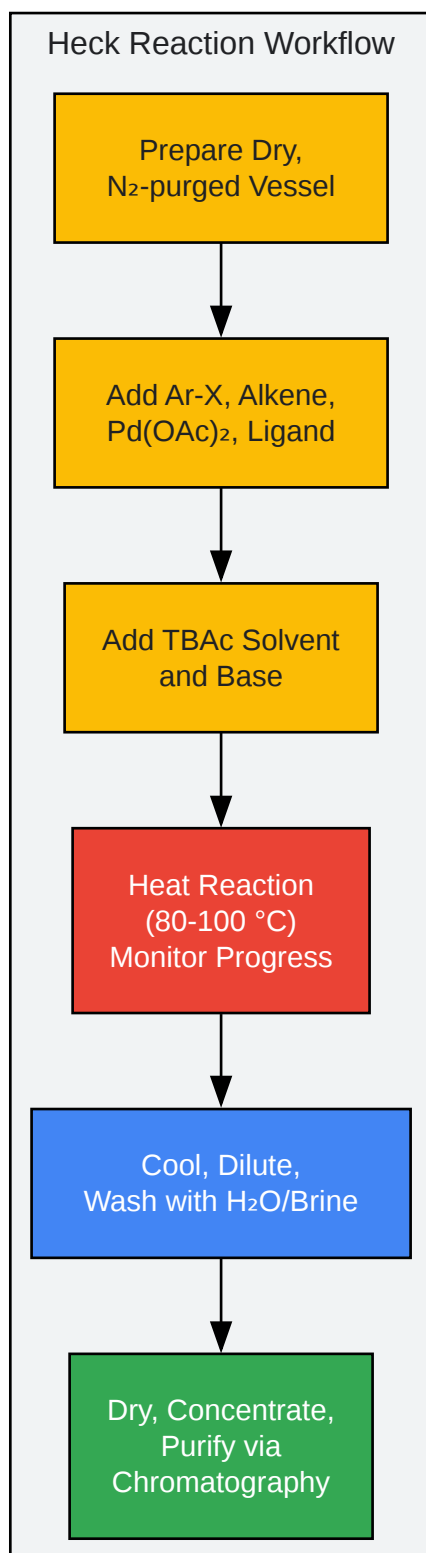 Heck Reaction Workflow
Prepare Dry,
N₂-purged Vessel
Add Ar-X, Alkene,
Pd(OAc)₂, Ligand
Add TBAc Solvent
and Base
Heat Reaction
(80-100 °C)
Monitor Progress
Cool, Dilute,
Wash with H₂O/Brine
Dry, Concentrate,
Purify via
Chromatography